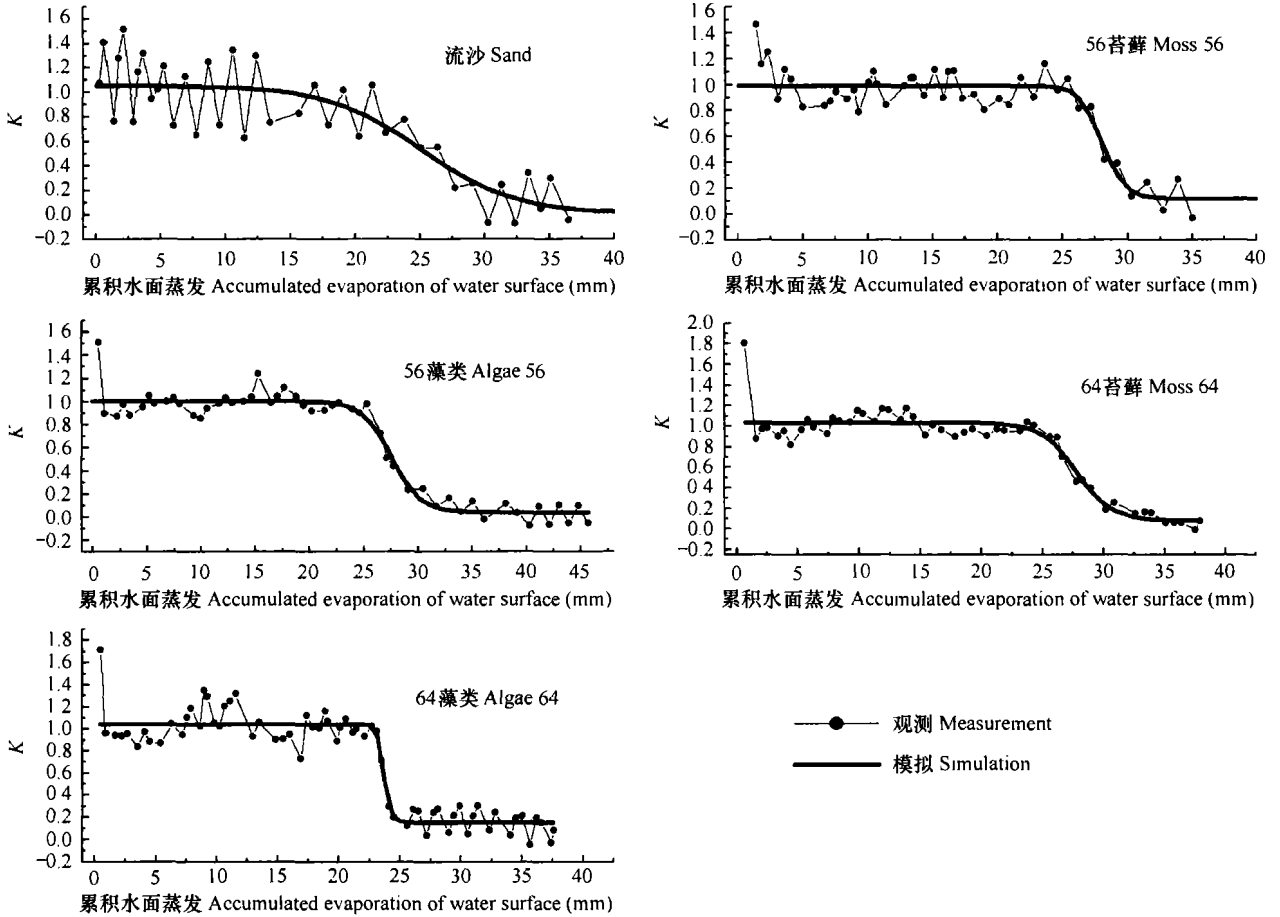 流沙 Sand
1 6
1.4
1.2
1.0
0.8
0.6
0.4
0.2
0.0
−0.2
K
0 5 10 15 20 25 30 35 40
累积水面蒸发 Accumulated evaporation of water surface (mm)
56苔藓 Moss 56
1 6
1.4
1.2
1.0
0.8
0.6
0.4
0.2
0.0
−0.2
K
0 5 10 15 20 25 30 35 40
累积水面蒸发 Accumulated evaporation of water surface (mm)
56藻类 Algae 56
1 6
1.4
1 2
1.0
0.8
0.6
0.4
0.2
0.0
−0.2
K
0 5 10 15 20 25 30 35 40 45
累积水面蒸发 Accumulated evaporation of water surface (mm)
64苔藓 Moss 64
2.0
1.8
1.6
1.4
1.2
1.0
0.8
0.6
0.4
0.2
0.0
−0.2
K
0 5 10 15 20 25 30 35 40
累积水面蒸发 Accumulated evaporation of water surface (mm)
64藻类 Algae 64
1.8
1.6
1.4
1.2
1.0
0.8
0.6
0.4
0.2
0.0
−0.2
K
0 5 10 15 20 25 30 35 40
累积水面蒸发 Accumulated evaporation of water surface (mm)
观测 Measurement
模拟 Simulation